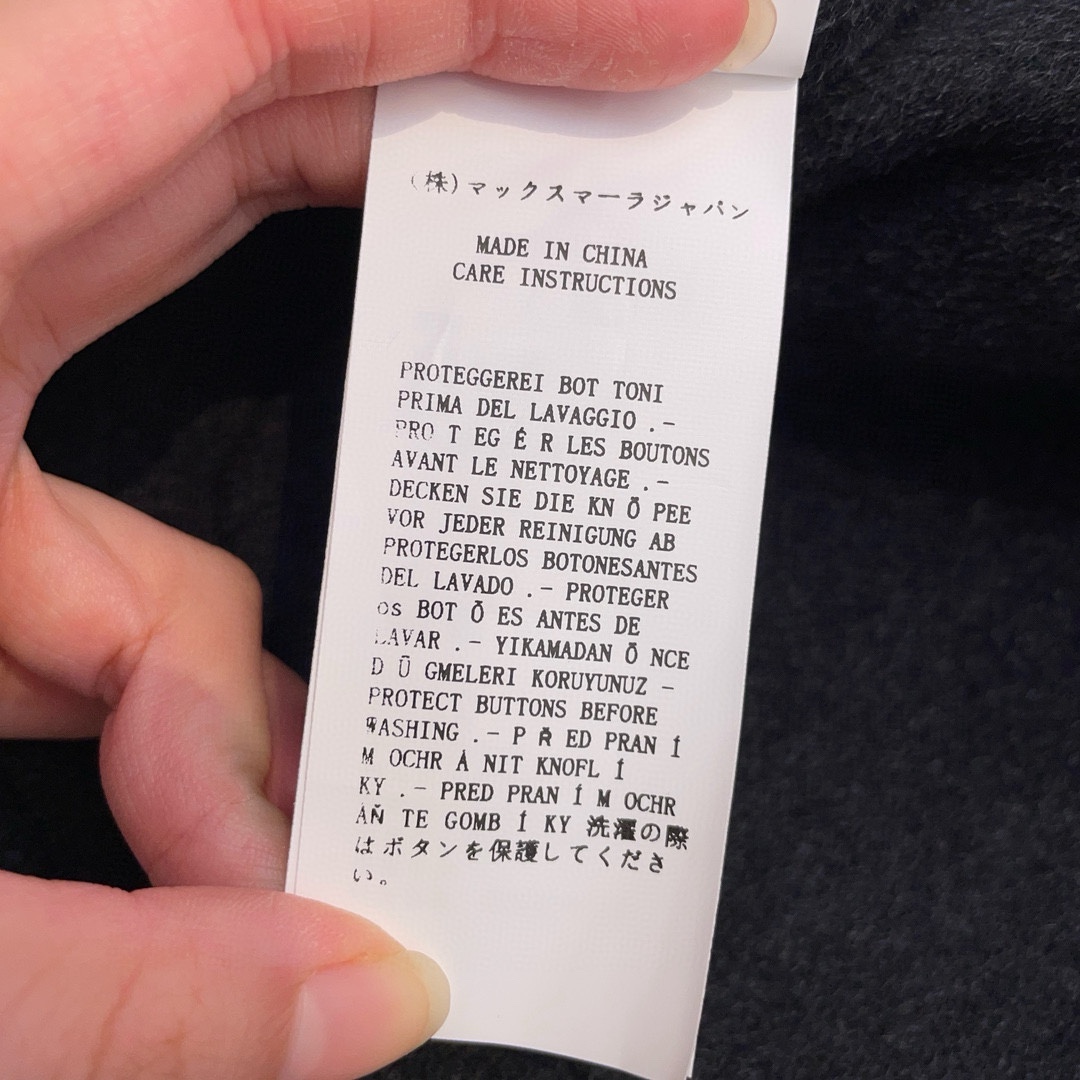 (株)マックスマーラジャパン
MADE IN CHINA
CARE INSTRUCTIONS
PROTEGGEREI BOT TONI
PRIMA DEL LAVAGGIO .-
PRO T EG É R LES BOUTONS
AVANT LE NETTOYAGE .-
DECKEN SIE DIE KN Õ PEE
VOR JEDER REINIGUNG AB
PROTEGERLOS BOTONESANTES
DEL LAVADO .- PROTEGER
os BOT Õ ES ANTES DE
LAVAR .- YIKAMADAN Ō NCE
D Ū GMELERI KORUYUNUZ -
PROTECT BUTTONS BEFORE
WASHING .- P Ř ED PRAN Í
M OCHR Á NIT KNOFL Í
KY .- PRED PRAN Í M OCHR
ÁŇ TE GOMB Í KY 洗濯の際
はボタンを保護してくださ
い。